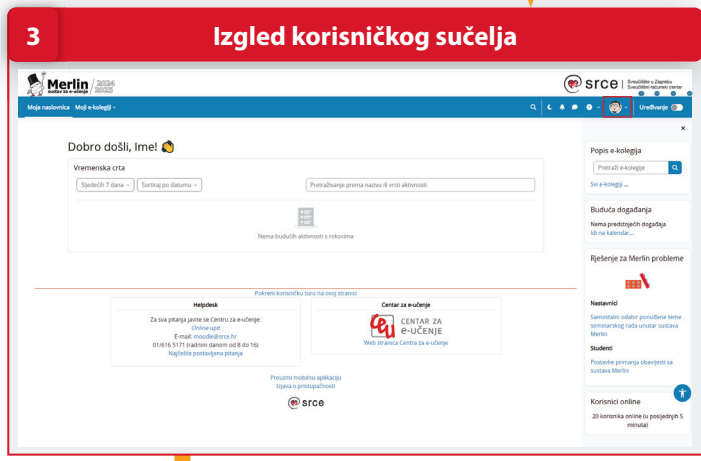 3
Izgled korisničkog sučelja
Merlin / 2024 2025
sustav za e-učenje
srce
Sveučilište u Zagrebu
Sveučilišni računski centar
Moja naslovnica Moji e-kolegiji
Uređivanje
Dobro došli, Ime!
Vremenska crta
Sljedećih 7 dana Sortiraj po datumu Pretraživanje prema nazivu ili vrsti aktivnosti
Nema budućih aktivnosti s rokovima
Popis e-kolegija
Pretraži e-kolegije
Svi e-kolegiji ...
Buduća događanja
Nema predstojećih događaja
Idi na kalendar...
Rješenje za Merlin probleme
Nastavnici
Samostalni odabir ponuđene teme
seminarskog rada unutar sustava
Merlin
Studenti
Postavke primanja obavijesti sa
sustava Merlin
Korisnici online
20 korisnika online (u posljednjih 5
minuta)
Pokreni korisničku turu na ovoj stranici
Helpdesk
Za sva pitanja javite se Centru za e-učenje:
Online upit
E-mail: moodle@srce.hr
01/616 5171 (radnim danom od 8 do 16)
Najčešće postavljena pitanja
Centar za e-učenje
ceu CENTAR ZA
e-UČENJE
Web stranica Centra za e-učenje
Preuzmi mobilnu aplikaciju
Izjava o pristupačnosti
srce